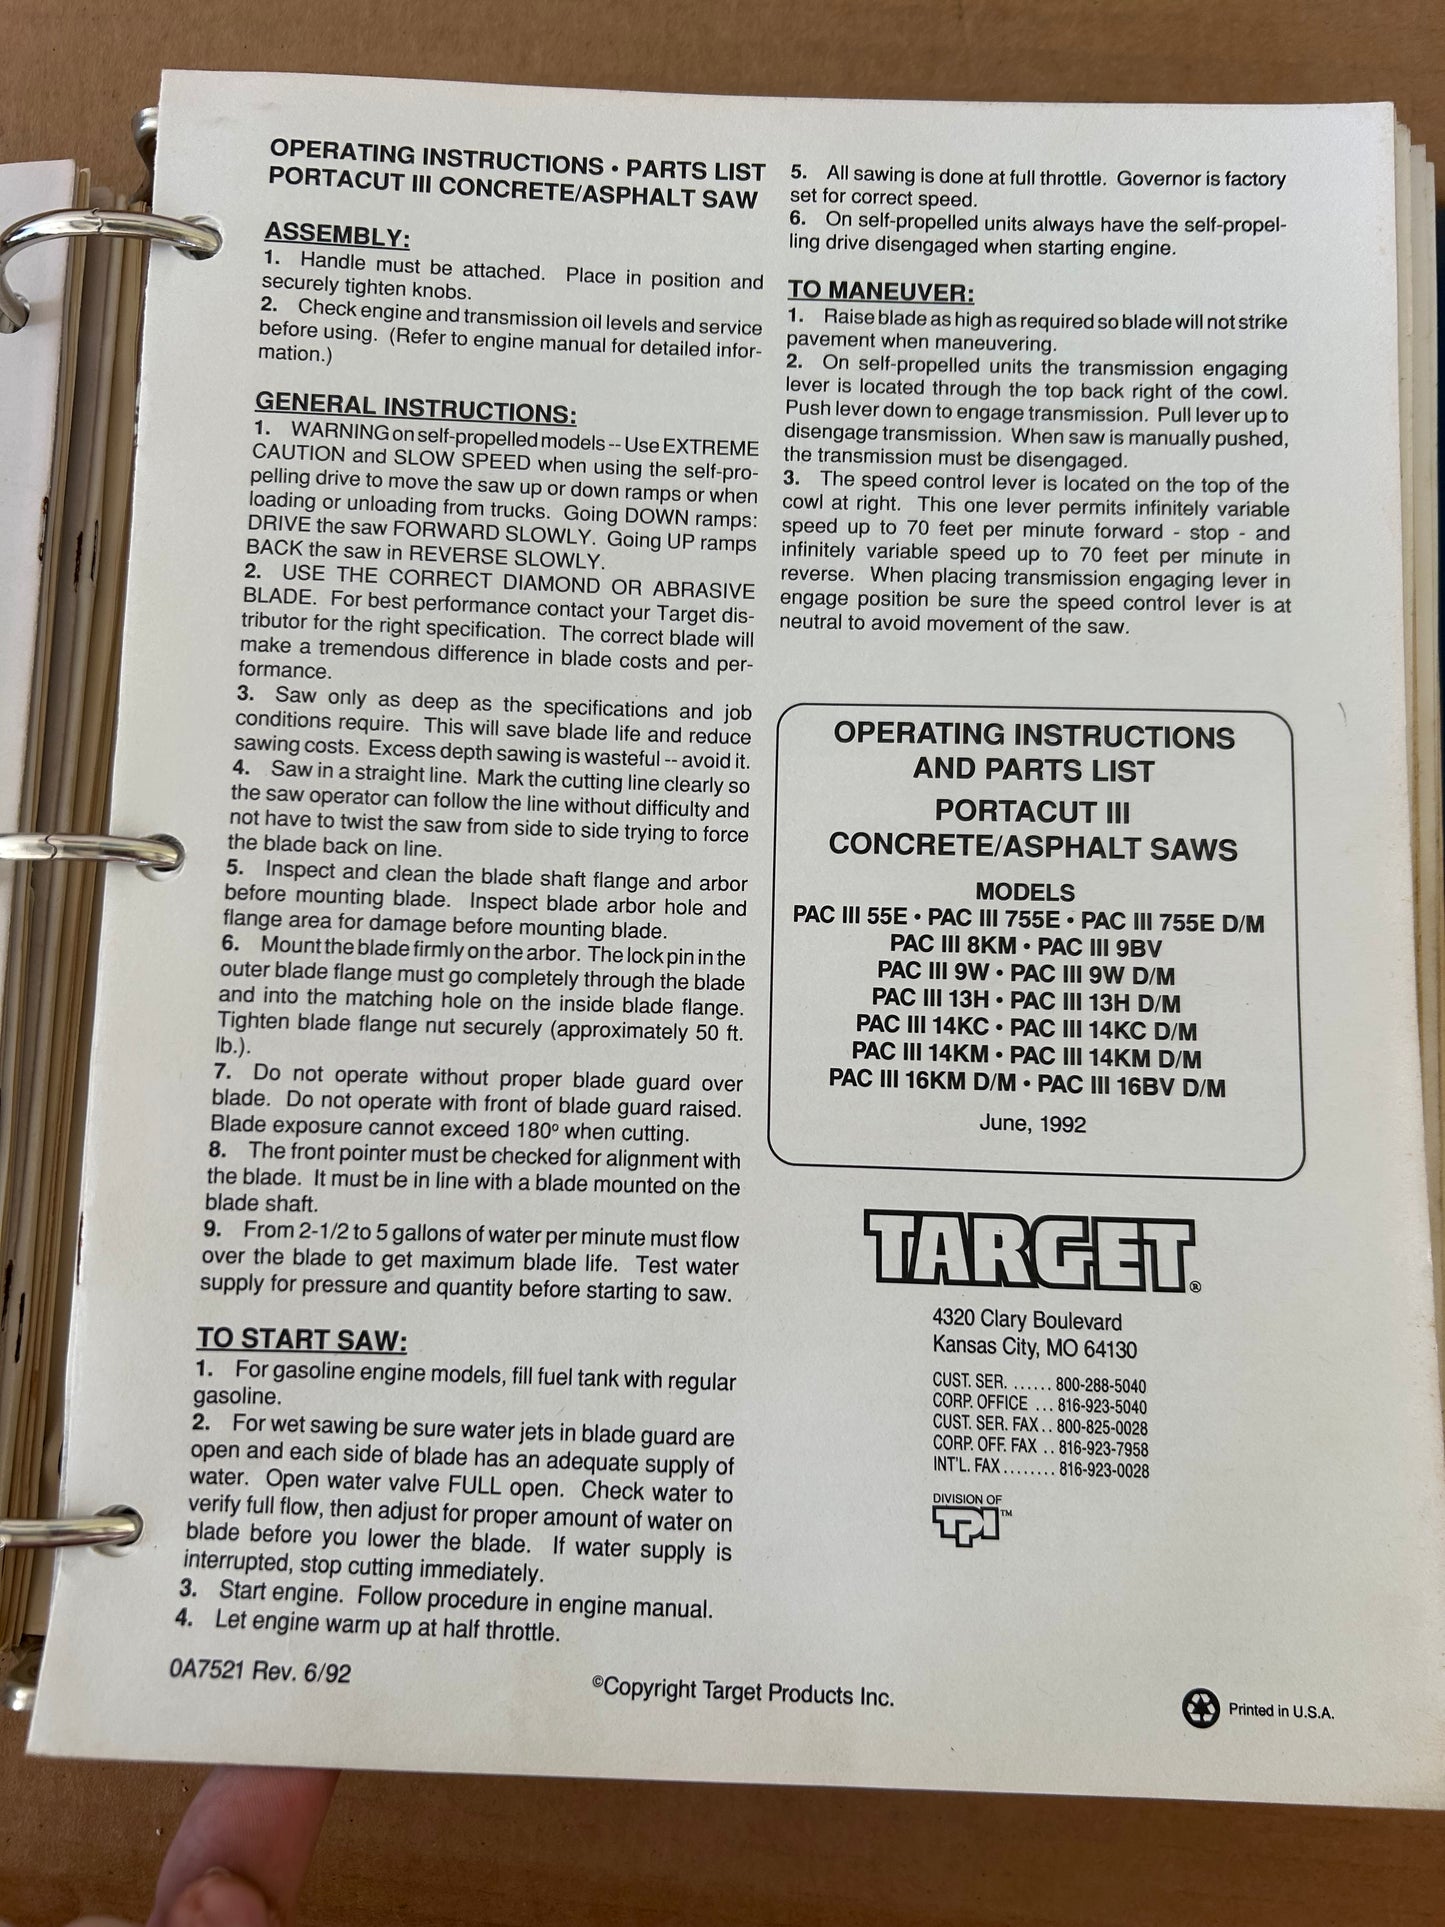 OPERATING INSTRUCTIONS • PARTS LIST
PORTACUT III CONCRETE/ASPHALT SAW
ASSEMBLY:
1. Handle must be attached. Place in position and
securely tighten knobs.
2. Check engine and transmission oil levels and service
before using. (Refer to engine manual for detailed infor-
mation.)
GENERAL INSTRUCTIONS:
1. WARNING on self-propelled models -- Use EXTREME
CAUTION and SLOW SPEED when using the self-pro-
pelling drive to move the saw up or down ramps or when
loading or unloading from trucks. Going DOWN ramps:
DRIVE the saw FORWARD SLOWLY. Going UP ramps
BACK the saw in REVERSE SLOWLY.
2. USE THE CORRECT DIAMOND OR ABRASIVE
BLADE. For best performance contact your Target dis-
tributor for the right specification. The correct blade will
make a tremendous difference in blade costs and per-
formance.
3. Saw only as deep as the specifications and job
conditions require. This will save blade life and reduce
sawing costs. Excess depth sawing is wasteful -- avoid it.
4. Saw in a straight line. Mark the cutting line clearly so
the saw operator can follow the line without difficulty and
not have to twist the saw from side to side trying to force
the blade back on line.
5. Inspect and clean the blade shaft flange and arbor
before mounting blade. Inspect blade arbor hole and
flange area for damage before mounting blade.
6. Mount the blade firmly on the arbor. The lock pin in the
outer blade flange must go completely through the blade
and into the matching hole on the inside blade flange.
Tighten blade flange nut securely (approximately 50 ft.
lb.).
7. Do not operate without proper blade guard over
blade. Do not operate with front of blade guard raised.
Blade exposure cannot exceed 180° when cutting.
8. The front pointer must be checked for alignment with
the blade. It must be in line with a blade mounted on the
blade shaft.
9. From 2-1/2 to 5 gallons of water per minute must flow
over the blade to get maximum blade life. Test water
supply for pressure and quantity before starting to saw.
TO START SAW:
1. For gasoline engine models, fill fuel tank with regular
gasoline.
2. For wet sawing be sure water jets in blade guard are
open and each side of blade has an adequate supply of
water. Open water valve FULL open. Check water to
verify full flow, then adjust for proper amount of water on
blade before you lower the blade. If water supply is
interrupted, stop cutting immediately.
3. Start engine. Follow procedure in engine manual.
4. Let engine warm up at half throttle.
5. All sawing is done at full throttle. Governor is factory
set for correct speed.
6. On self-propelled units always have the self-propel-
ling drive disengaged when starting engine.
TO MANEUVER:
1. Raise blade as high as required so blade will not strike
pavement when maneuvering.
2. On self-propelled units the transmission engaging
lever is located through the top back right of the cowl.
Push lever down to engage transmission. Pull lever up to
disengage transmission. When saw is manually pushed,
the transmission must be disengaged.
3. The speed control lever is located on the top of the
cowl at right. This one lever permits infinitely variable
speed up to 70 feet per minute forward - stop - and
infinitely variable speed up to 70 feet per minute in
reverse. When placing transmission engaging lever in
engage position be sure the speed control lever is at
neutral to avoid movement of the saw.
OPERATING INSTRUCTIONS
AND PARTS LIST
PORTACUT III
CONCRETE/ASPHALT SAWS
MODELS
PAC III 55E • PAC III 755E • PAC III 755E D/M
PAC III 8KM • PAC III 9BV
PAC III 9W • PAC III 9W D/M
PAC III 13H • PAC III 13H D/M
PAC III 14KC • PAC III 14KC D/M
PAC III 14KM • PAC III 14KM D/M
PAC III 16KM D/M • PAC III 16BV D/M
June, 1992
TARGET®
4320 Clary Boulevard
Kansas City, MO 64130
CUST. SER. ...... 800-288-5040
CORP. OFFICE ... 816-923-5040
CUST. SER. FAX .. 800-825-0028
CORP. OFF. FAX .. 816-923-7958
INT'L. FAX ........ 816-923-0028
DIVISION OF
TPI™
0A7521 Rev. 6/92
©Copyright Target Products Inc.
Printed in U.S.A.